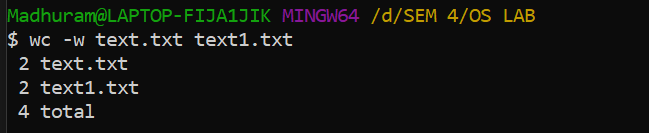 Madhuram@LAPTOP-FIJA1JIK MINGW64 /d/SEM 4/OS LAB
$ wc -w text.txt text1.txt
 2 text.txt
 2 text1.txt
 4 total